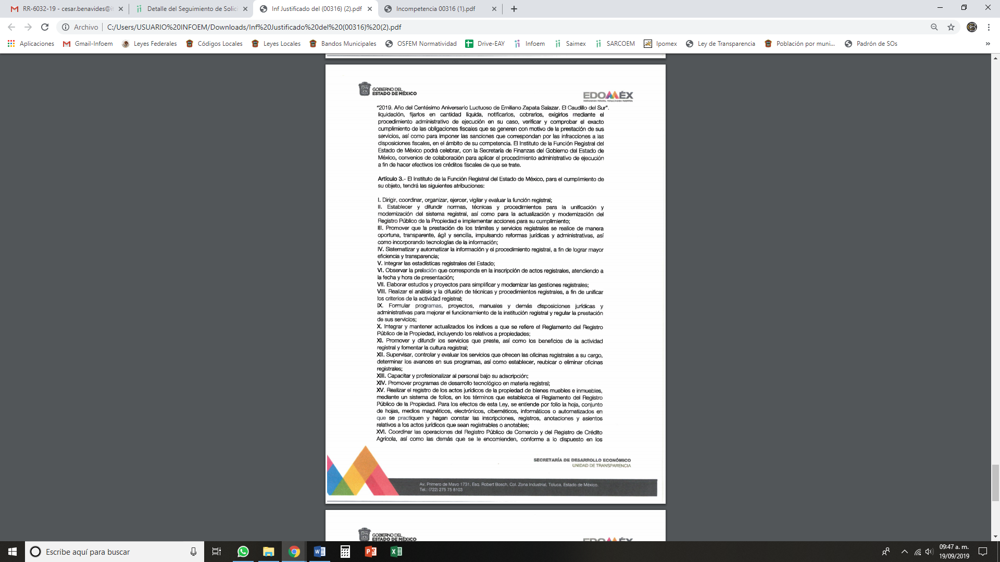 RR-6032-19 - cesar.benavides@i
Detalle del Seguimiento de Solic
Inf Justificado del (00316) (2).pdf
Incompetencia 00316 (1).pdf
Archivo
C:/Users/USUARIO%20INFOEM/Downloads/Inf%20Justificado%20del%20(00316)%20(2).pdf
Aplicaciones
Gmail-Infoem
Leyes Federales
Códigos Locales
Leyes Locales
Bandos Municipales
OSFEM Normatividad
Drive-EAY
Infoem
Saimex
SARCOEM
Ipomex
Ley de Transparencia
Población por muni...
Padrón de SOs
»
GOBIERNO DEL
ESTADO DE MÉXICO
EDOMÉX
“2019. Año del Centésimo Aniversario Luctuoso de Emiliano Zapata Salazar. El Caudillo del Sur”.
liquidación, fijarlos en cantidad líquida, notificarlos, cobrarlos, exigirlos mediante el
procedimiento administrativo de ejecución en su caso, verificar y comprobar el exacto
cumplimiento de las obligaciones fiscales que se generen con motivo de la prestación de sus
servicios, así como para imponer las sanciones que correspondan por las infracciones a las
disposiciones fiscales, en el ámbito de su competencia. El Instituto de la Función Registral del
Estado de México podrá celebrar, con la Secretaría de Finanzas del Gobierno del Estado de
México, convenios de colaboración para aplicar el procedimiento administrativo de ejecución
a fin de hacer efectivos los créditos fiscales de que se trate.
Artículo 3.- El Instituto de la Función Registral del Estado de México, para el cumplimiento de
su objeto, tendrá las siguientes atribuciones:
I. Dirigir, coordinar, organizar, ejercer, vigilar y evaluar la función registral;
II. Establecer y difundir normas, técnicas y procedimientos para la unificación y
modernización del sistema registral, así como para la actualización y modernización del
Registro Público de la Propiedad e implementar acciones para su cumplimiento;
III. Promover que la prestación de los trámites y servicios registrales se realice de manera
oportuna, transparente, ágil y sencilla, impulsando reformas jurídicas y administrativas, así
como incorporando tecnologías de la información;
IV. Sistematizar y automatizar la información y el procedimiento registral, a fin de lograr mayor
eficiencia y transparencia;
V. Integrar las estadísticas registrales del Estado;
VI. Observar la prelación que corresponda en la inscripción de actos registrales, atendiendo a
la fecha y hora de presentación;
VII. Elaborar estudios y proyectos para simplificar y modernizar las gestiones registrales;
VIII. Realizar el análisis y la difusión de técnicas y procedimientos registrales, a fin de unificar
los criterios de la actividad registral;
IX. Formular programas, proyectos, manuales y demás disposiciones jurídicas y
administrativas para mejorar el funcionamiento de la institución registral y regular la prestación
de sus servicios;
X. Integrar y mantener actualizados los índices a que se refiere el Reglamento del Registro
Público de la Propiedad, incluyendo los relativos a propiedades;
XI. Promover y difundir los servicios que preste, así como los beneficios de la actividad
registral y fomentar la cultura registral;
XII. Supervisar, controlar y evaluar los servicios que ofrecen las oficinas registrales a su cargo,
determinar los avances en sus programas, así como establecer, reubicar o eliminar oficinas
registrales;
XIII. Capacitar y profesionalizar al personal bajo su adscripción;
XIV. Promover programas de desarrollo tecnológico en materia registral;
XV. Realizar el registro de los actos jurídicos de la propiedad de bienes muebles e inmuebles,
mediante un sistema de folios, en los términos que establezca el Reglamento del Registro
Público de la Propiedad. Para los efectos de esta Ley, se entiende por folio la hoja, conjunto
de hojas, medios magnéticos, electrónicos, cibernéticos, informáticos o automatizados en
que se practiquen y hagan constar las inscripciones, registros, anotaciones y asientos
relativos a los actos jurídicos que sean registrables o anotables;
XVI. Coordinar las operaciones del Registro Público de Comercio y del Registro de Crédito
Agrícola, así como las demás que se le encomienden, conforme a lo dispuesto en los
SECRETARÍA DE DESARROLLO ECONÓMICO
UNIDAD DE TRANSPARENCIA
Av. Primero de Mayo 1731, Esq. Robert Bosch, Col. Zona Industrial, Toluca, Estado de México.
Tel.: (722) 275 75 8103
GOBIERNO DEL
ESTADO DE MÉXICO
EDOMÉX
Escribe aquí para buscar
09:47 a. m.
19/09/2019